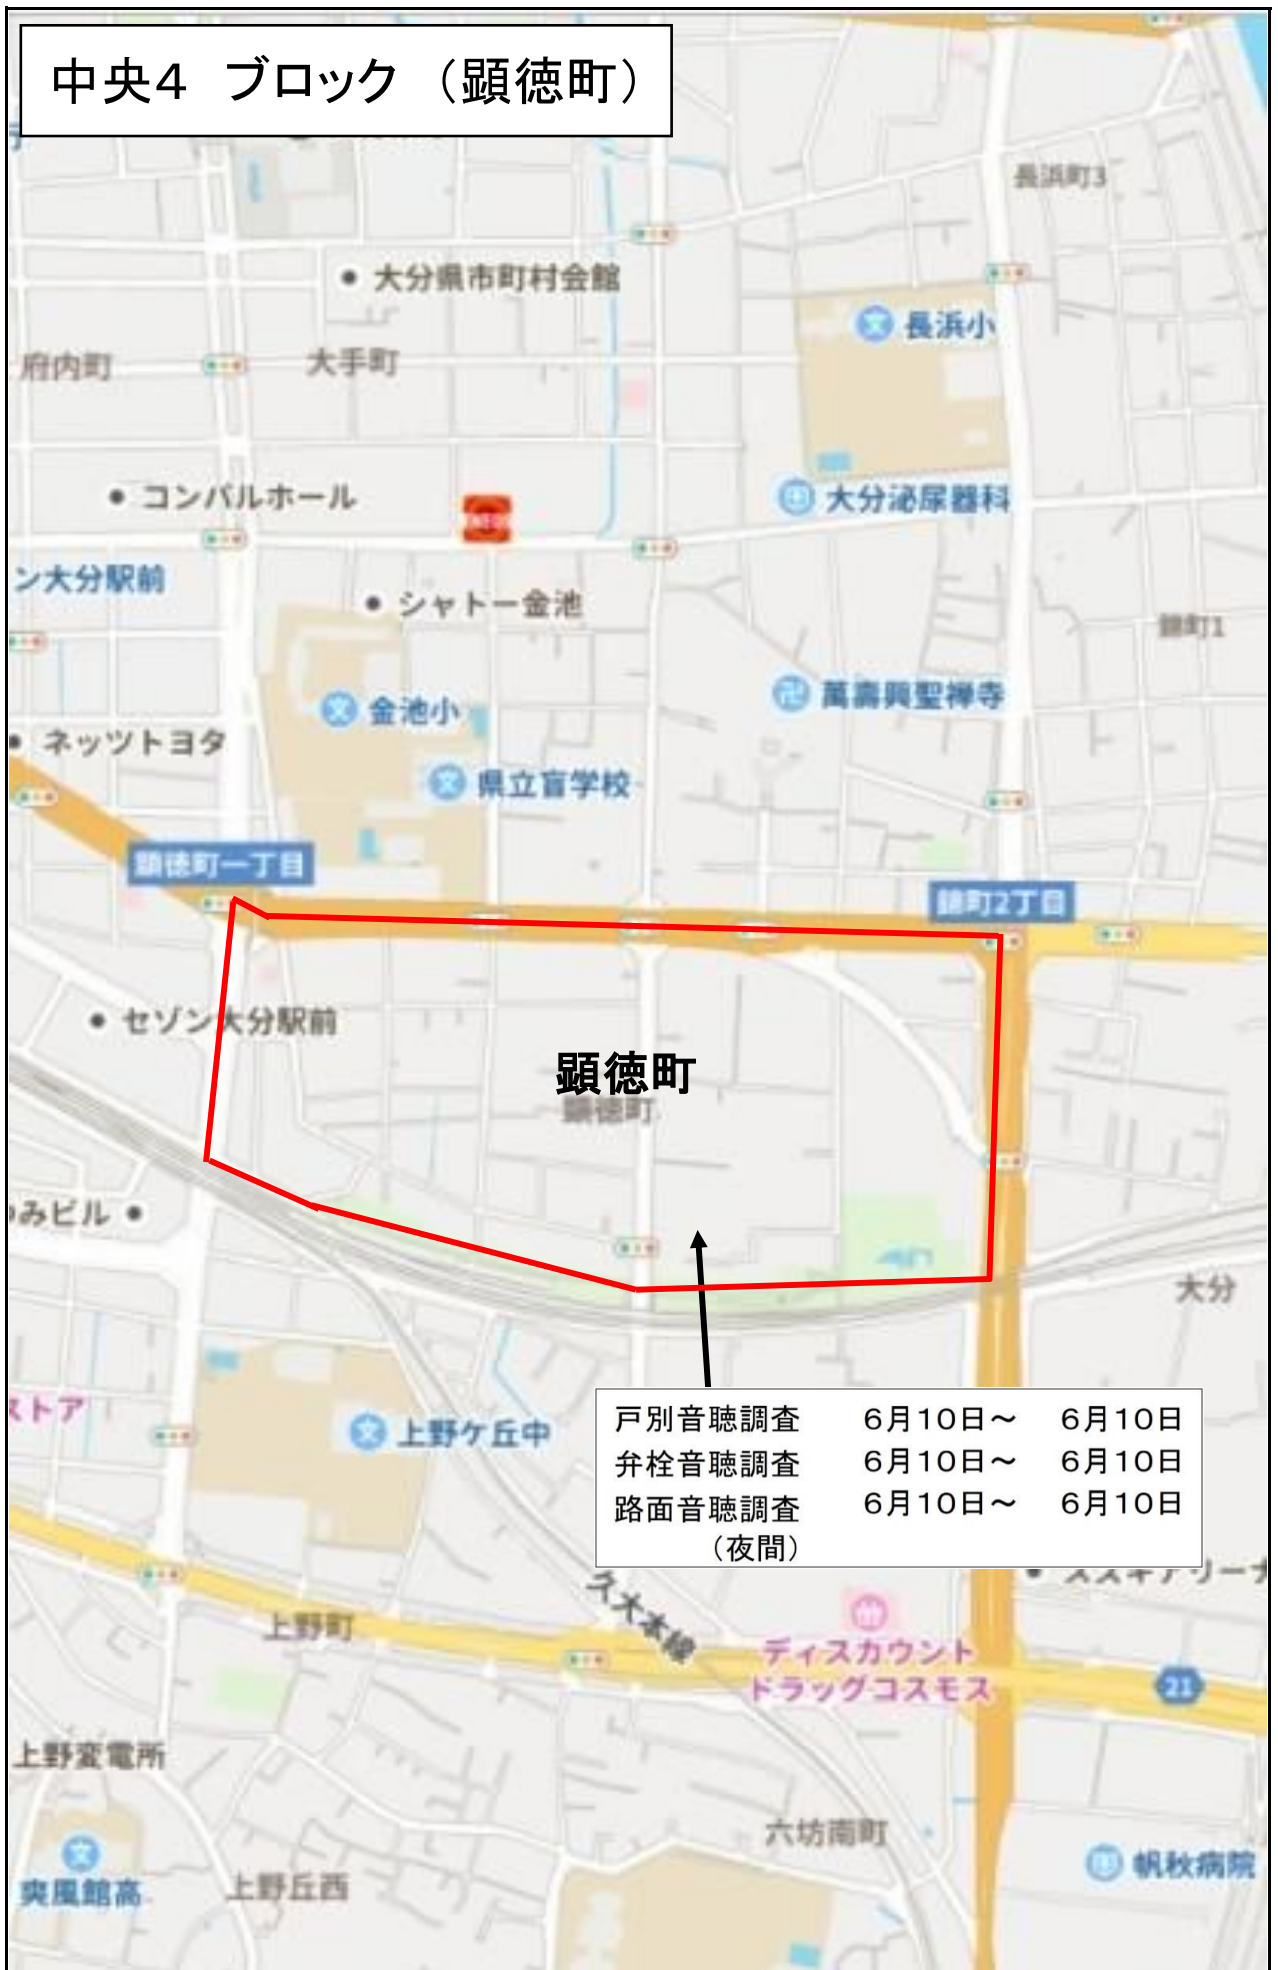 中央4 ブロック （顕徳町）
長浜町3
大分県市町村会館
長浜小
府内町
大手町
コンパルホール
大分泌尿器科
ン大分駅前
シャトー金池
錦町1
萬壽興聖禅寺
金池小
ネッツトヨタ
県立盲学校
顕徳町一丁目
錦町2丁目
セゾン大分駅前
顕徳町
顕徳町
みビル
大分
ストア
上野ケ丘中
戸別音聴調査 6月10日～ 6月10日
弁栓音聴調査 6月10日～ 6月10日
路面音聴調査 6月10日～ 6月10日
（夜間）
久大本線
上野町
ディスカウント
ドラッグコスモス
21
上野変電所
六坊南町
爽風館高
上野丘西
帆秋病院